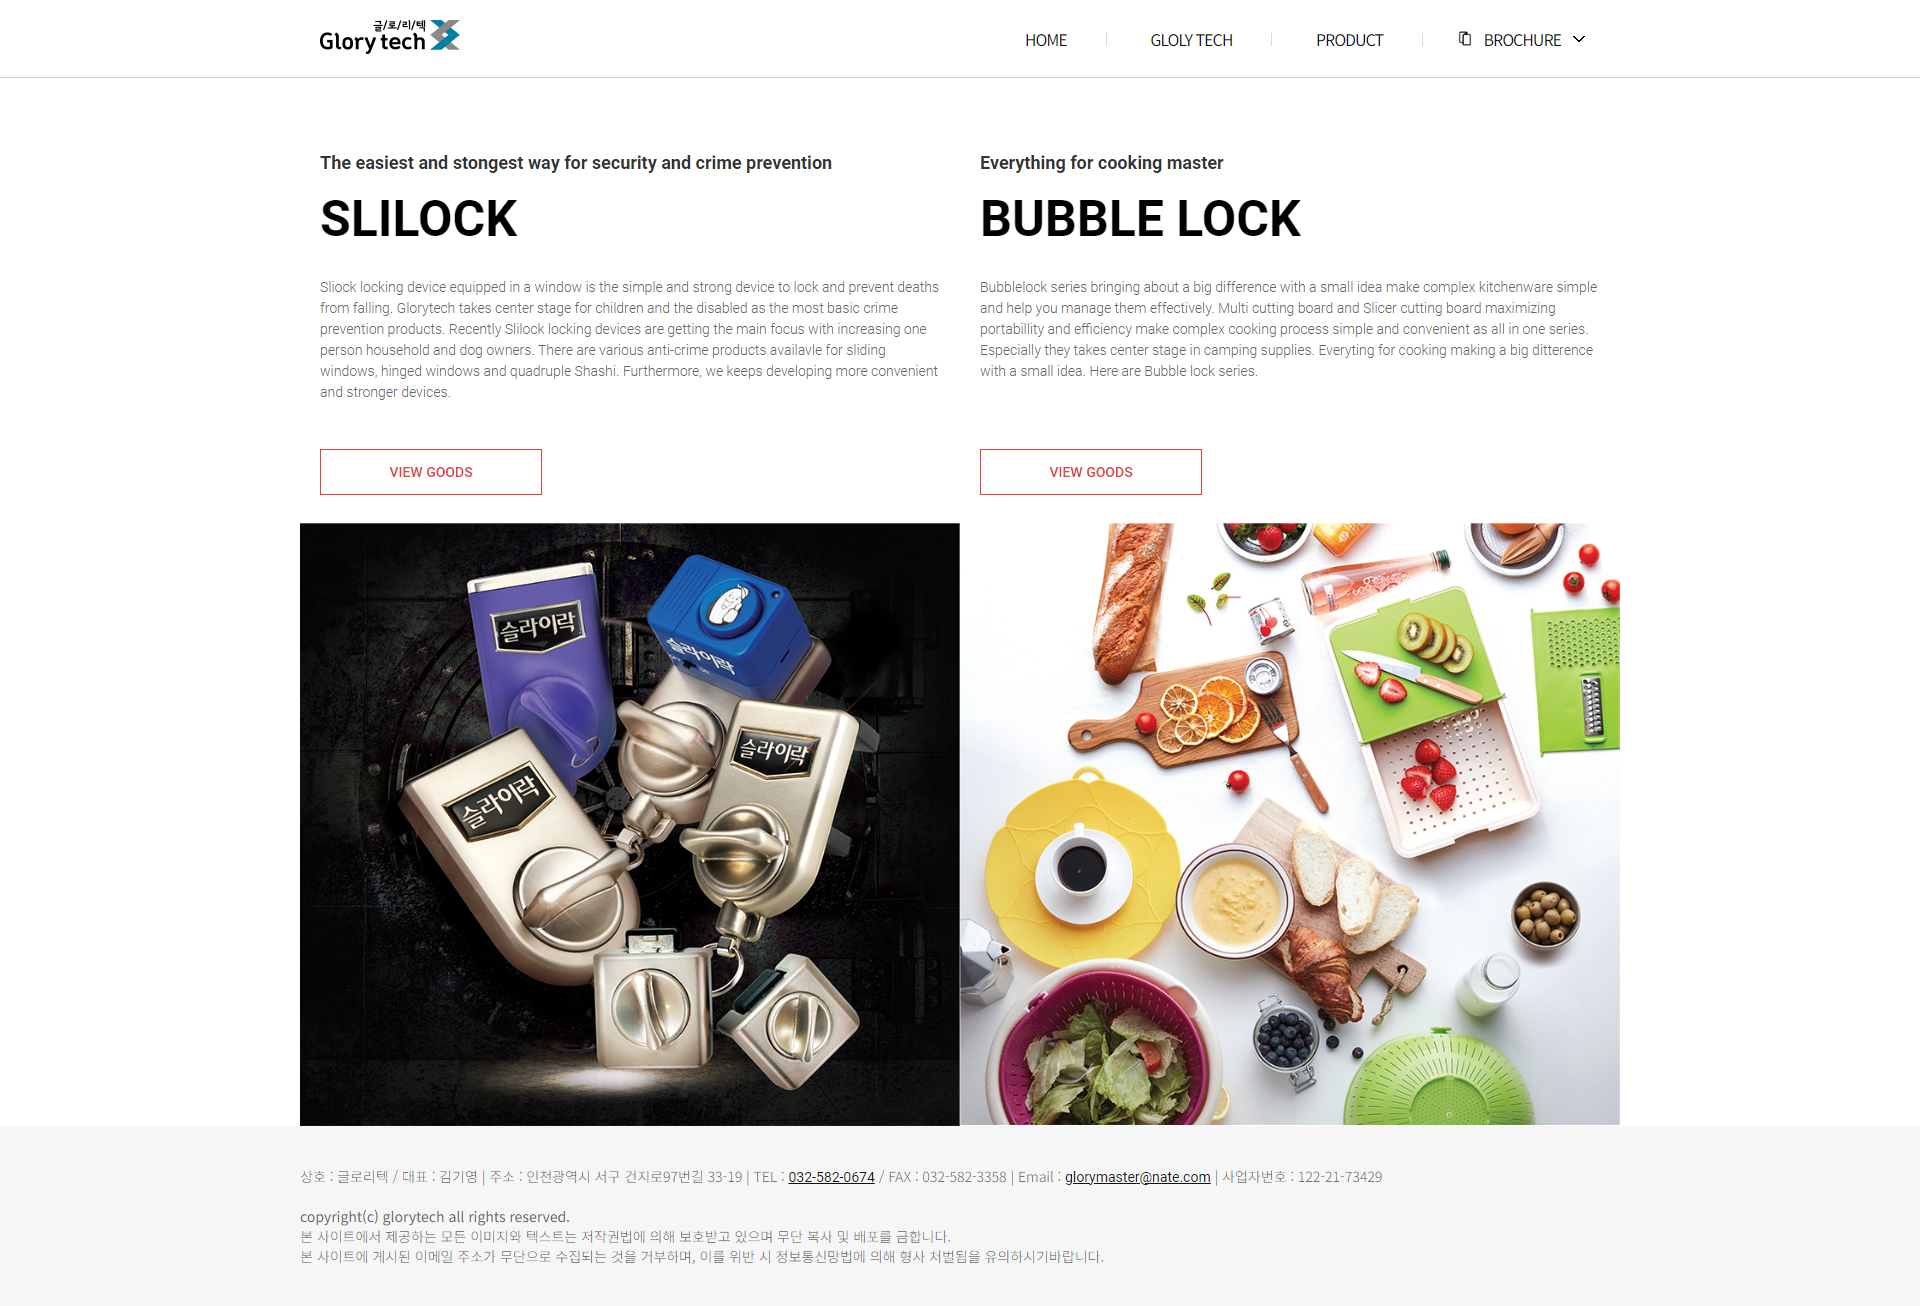 글/로/리/텍
Glory tech
HOME
GLOLY TECH
PRODUCT
BROCHURE
The easiest and stongest way for security and crime prevention
SLILOCK
Sliock locking device equipped in a window is the simple and strong device to lock and prevent deaths
from falling. Glorytech takes center stage for children and the disabled as the most basic crime
prevention products. Recently Slilock locking devices are getting the main focus with increasing one
person household and dog owners. There are various anti-crime products availavle for sliding
windows, hinged windows and quadruple Shashi. Furthermore, we keeps developing more convenient
and stronger devices.
VIEW GOODS
Everything for cooking master
BUBBLE LOCK
Bubblelock series bringing about a big difference with a small idea make complex kitchenware simple
and help you manage them effectively. Multi cutting board and Slicer cutting board maximizing
portabillity and efficiency make complex cooking process simple and convenient as all in one series.
Especially they takes center stage in camping supplies. Everyting for cooking making a big ditterence
with a small idea. Here are Bubble lock series.
VIEW GOODS
슬라이락
슬라이락
슬라이락
슬라이락
상호 : 글로리텍 / 대표 : 김기영 | 주소 : 인천광역시 서구 건지로97번길 33-19 | TEL : 032-582-0674 / FAX : 032-582-3358 | Email : glorymaster@nate.com | 사업자번호 : 122-21-73429
copyright(c) glorytech all rights reserved.
본 사이트에서 제공하는 모든 이미지와 텍스트는 저작권법에 의해 보호받고 있으며 무단 복사 및 배포를 금합니다.
본 사이트에 게시된 이메일 주소가 무단으로 수집되는 것을 거부하며, 이를 위반 시 정보통신망법에 의해 형사 처벌됨을 유의하시기바랍니다.